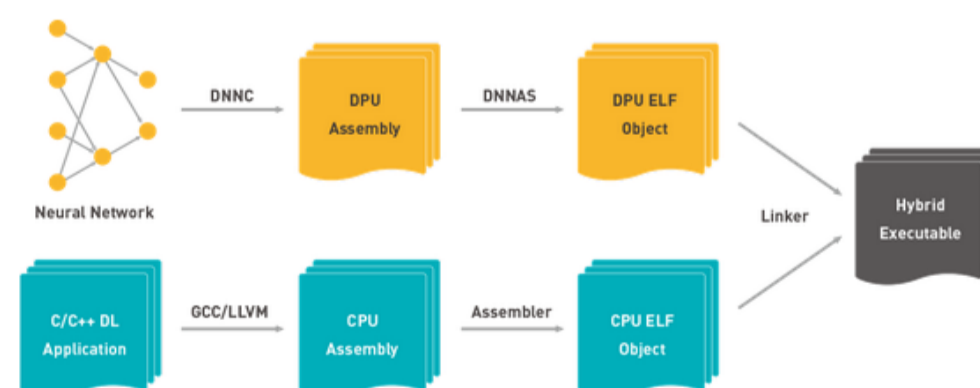 DNNC
DPU
Assembly
DNNAS
DPU ELF
Object
Neural Network
Linker
Hybrid
Executable
C/C++ DL
Application
GCC/LLVM
CPU
Assembly
Assembler
CPU ELF
Object